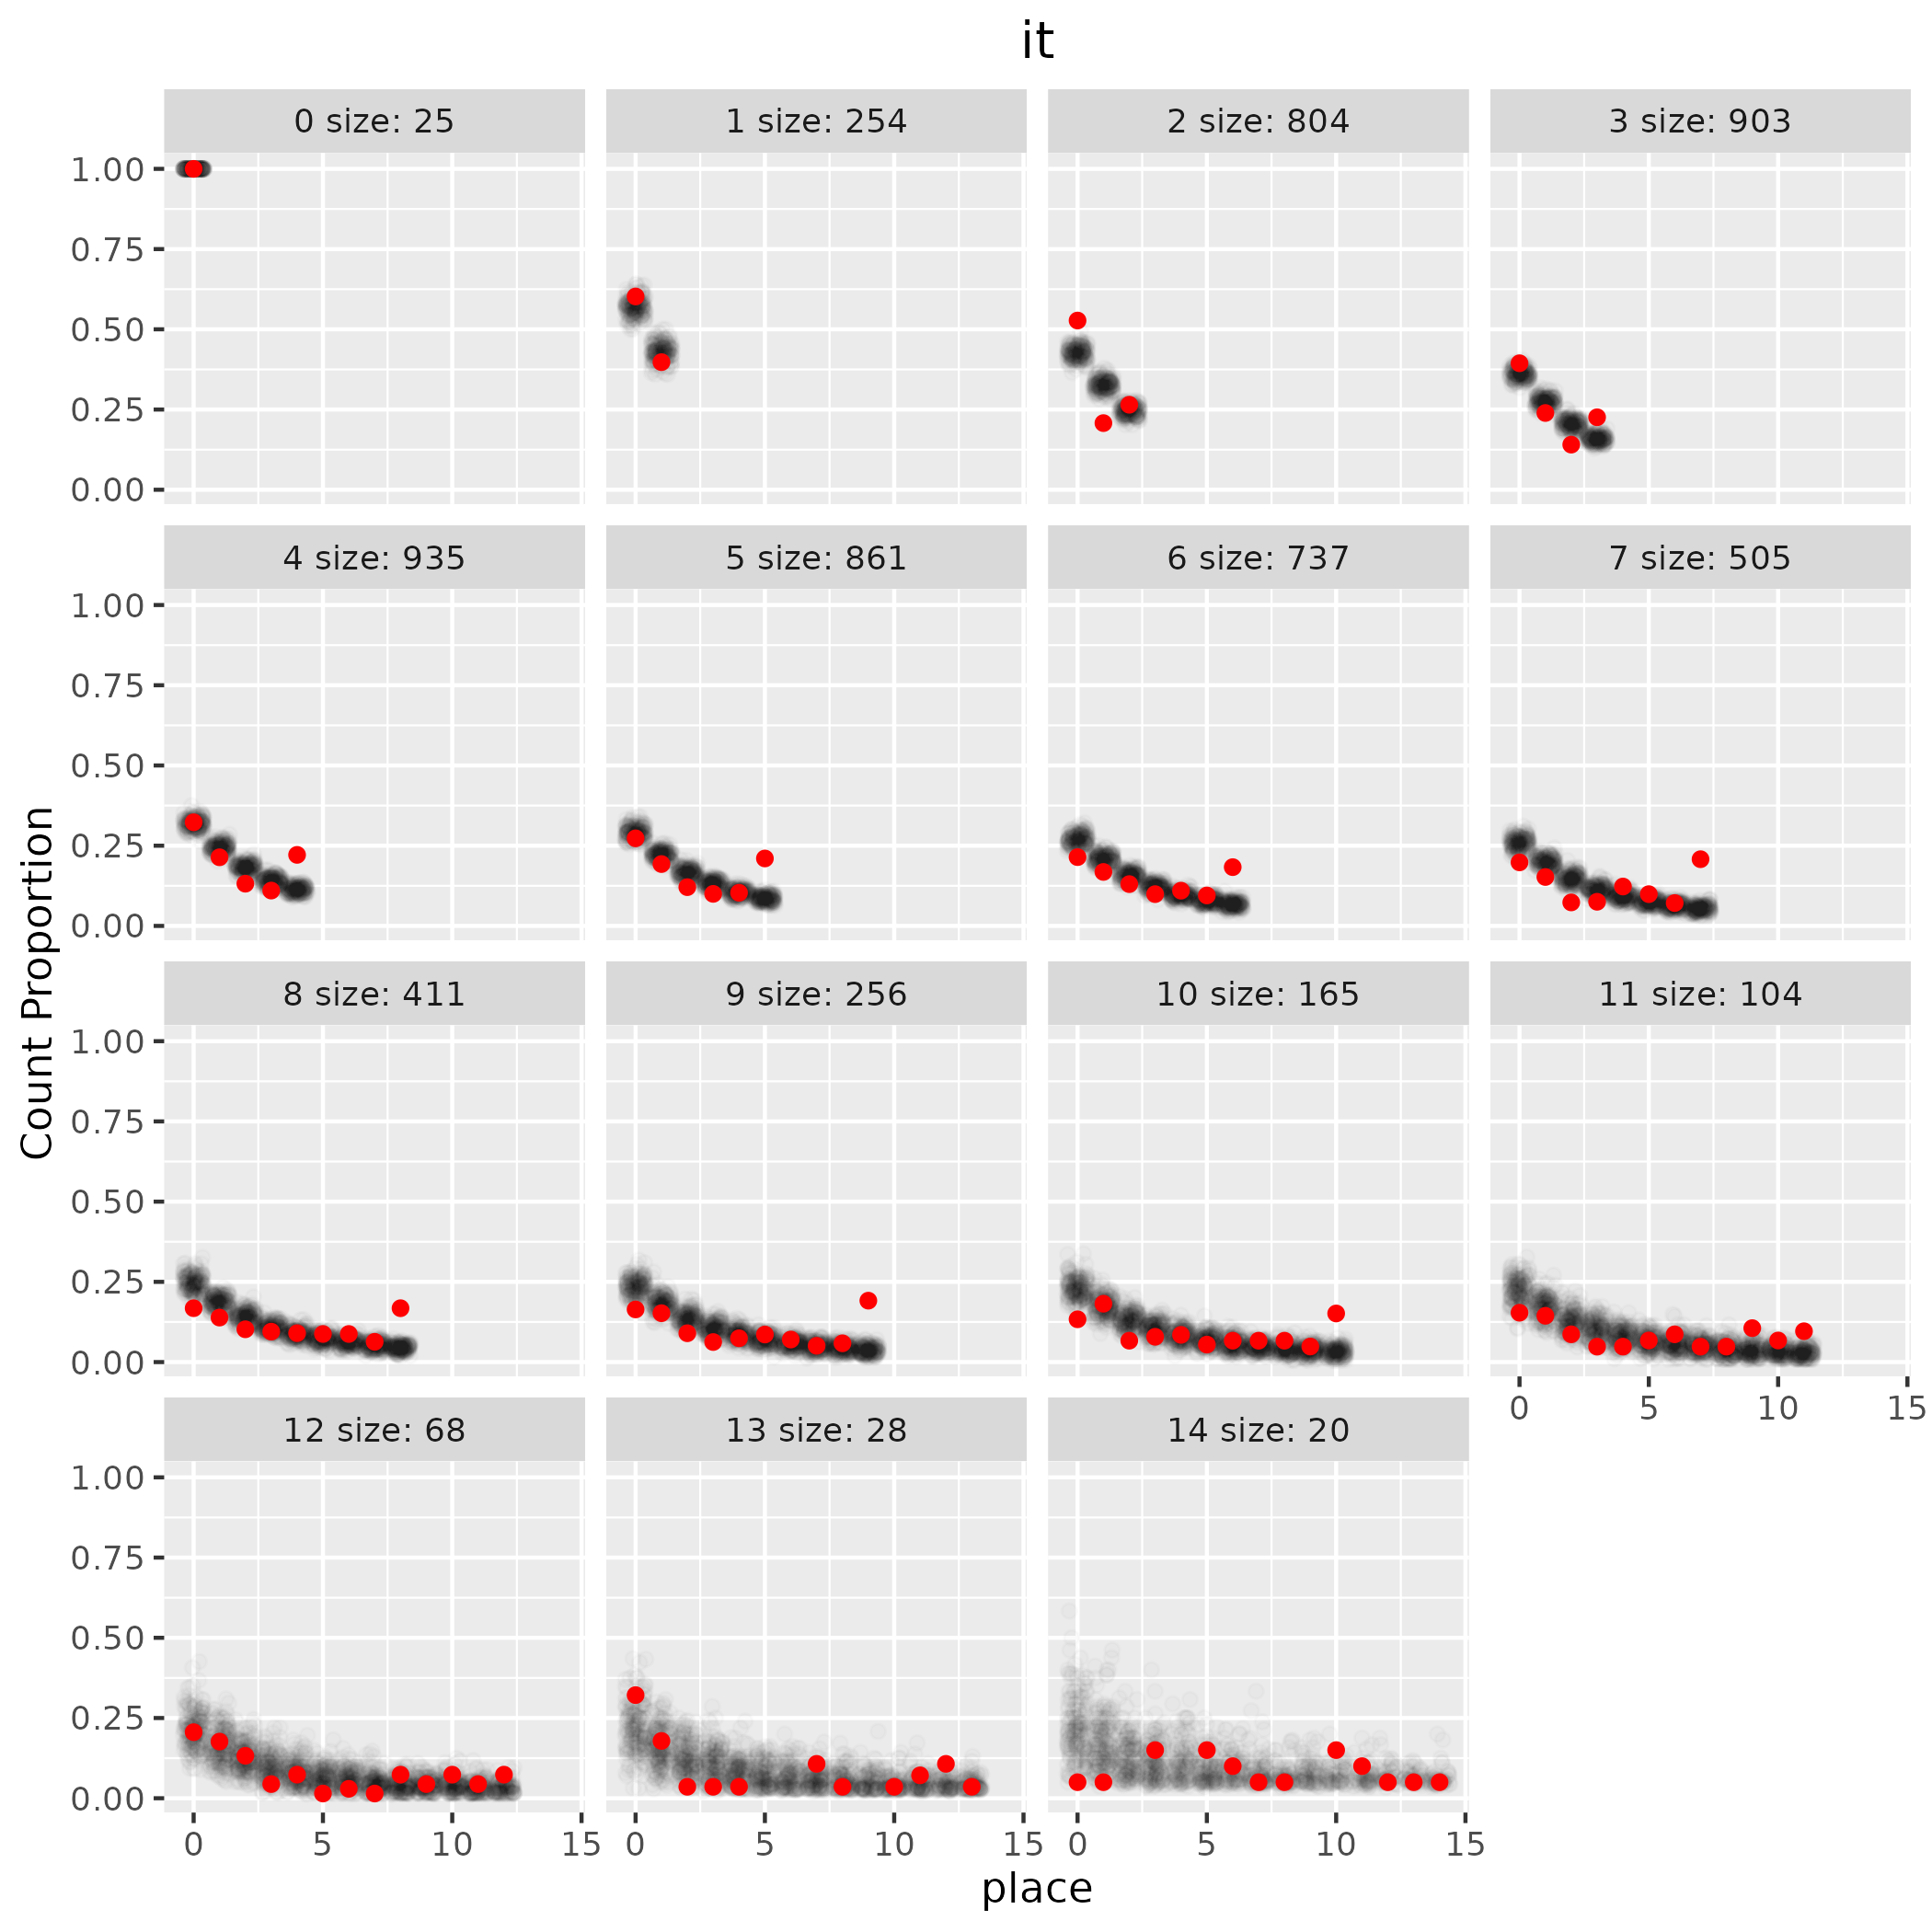 it
0 size: 25
1 size: 254
2 size: 804
3 size: 903
1.00
0.75
0.50
0.25
0.00
4 size: 935
5 size: 861
6 size: 737
7 size: 505
1.00
0.75
0.50
0.25
0.00
Count Proportion
8 size: 411
9 size: 256
10 size: 165
11 size: 104
1.00
0.75
0.50
0.25
0.00
0 5 10 15
12 size: 68
13 size: 28
14 size: 20
1.00
0.75
0.50
0.25
0.00
0 5 10 15
0 5 10 15
0 5 10 15
place